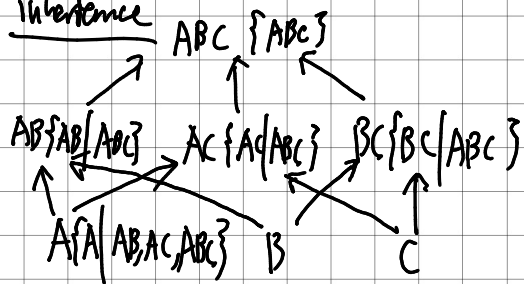 Inheritence
ABC {ABC}
AB{AB|ABC} AC{AC|ABC} BC{BC|ABC}
A{A|AB,AC,ABC} B C